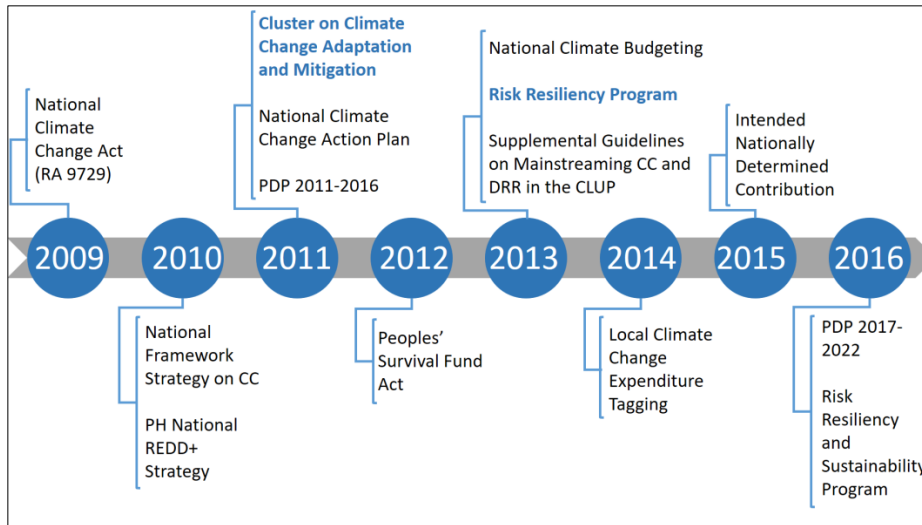 Cluster on Climate
Change Adaptation
and Mitigation
National Climate
Change Action Plan
PDP 2011-2016
National Climate Budgeting
Risk Resiliency Program
Supplemental Guidelines
on Mainstreaming CC and
DRR in the CLUP
National
Climate
Change Act
(RA 9729)
Intended
Nationally
Determined
Contribution
2009
2010
2011
2012
2013
2014
2015
2016
National
Framework
Strategy on CC
PH National
REDD+
Strategy
Peoples’
Survival Fund
Act
Local Climate
Change
Expenditure
Tagging
PDP 2017-
2022
Risk
Resiliency
and
Sustainability
Program